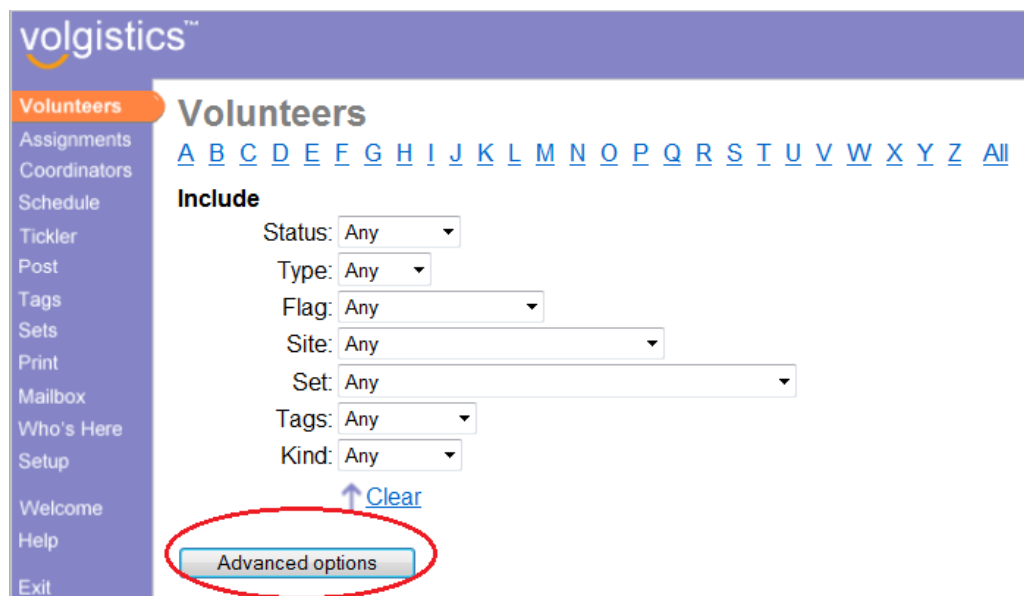 volgistics™
Volunteers
Assignments
Coordinators
Schedule
Tickler
Post
Tags
Sets
Print
Mailbox
Who's Here
Setup
Welcome
Help
Exit
Volunteers
A B C D E F G H I J K L M N O P Q R S T U V W X Y Z All
Include
Status: Any
Type: Any
Flag: Any
Site: Any
Set: Any
Tags: Any
Kind: Any
Clear
Advanced options